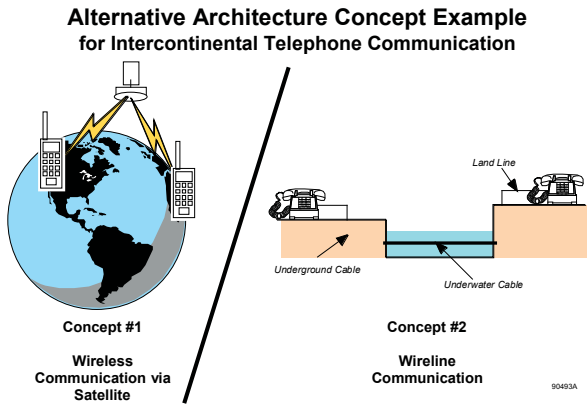 Alternative Architecture Concept Example
for Intercontinental Telephone Communication
Concept #1
Wireless
Communication via
Satellite
Land Line
Underground Cable
Underwater Cable
Concept #2
Wireline
Communication
90493A